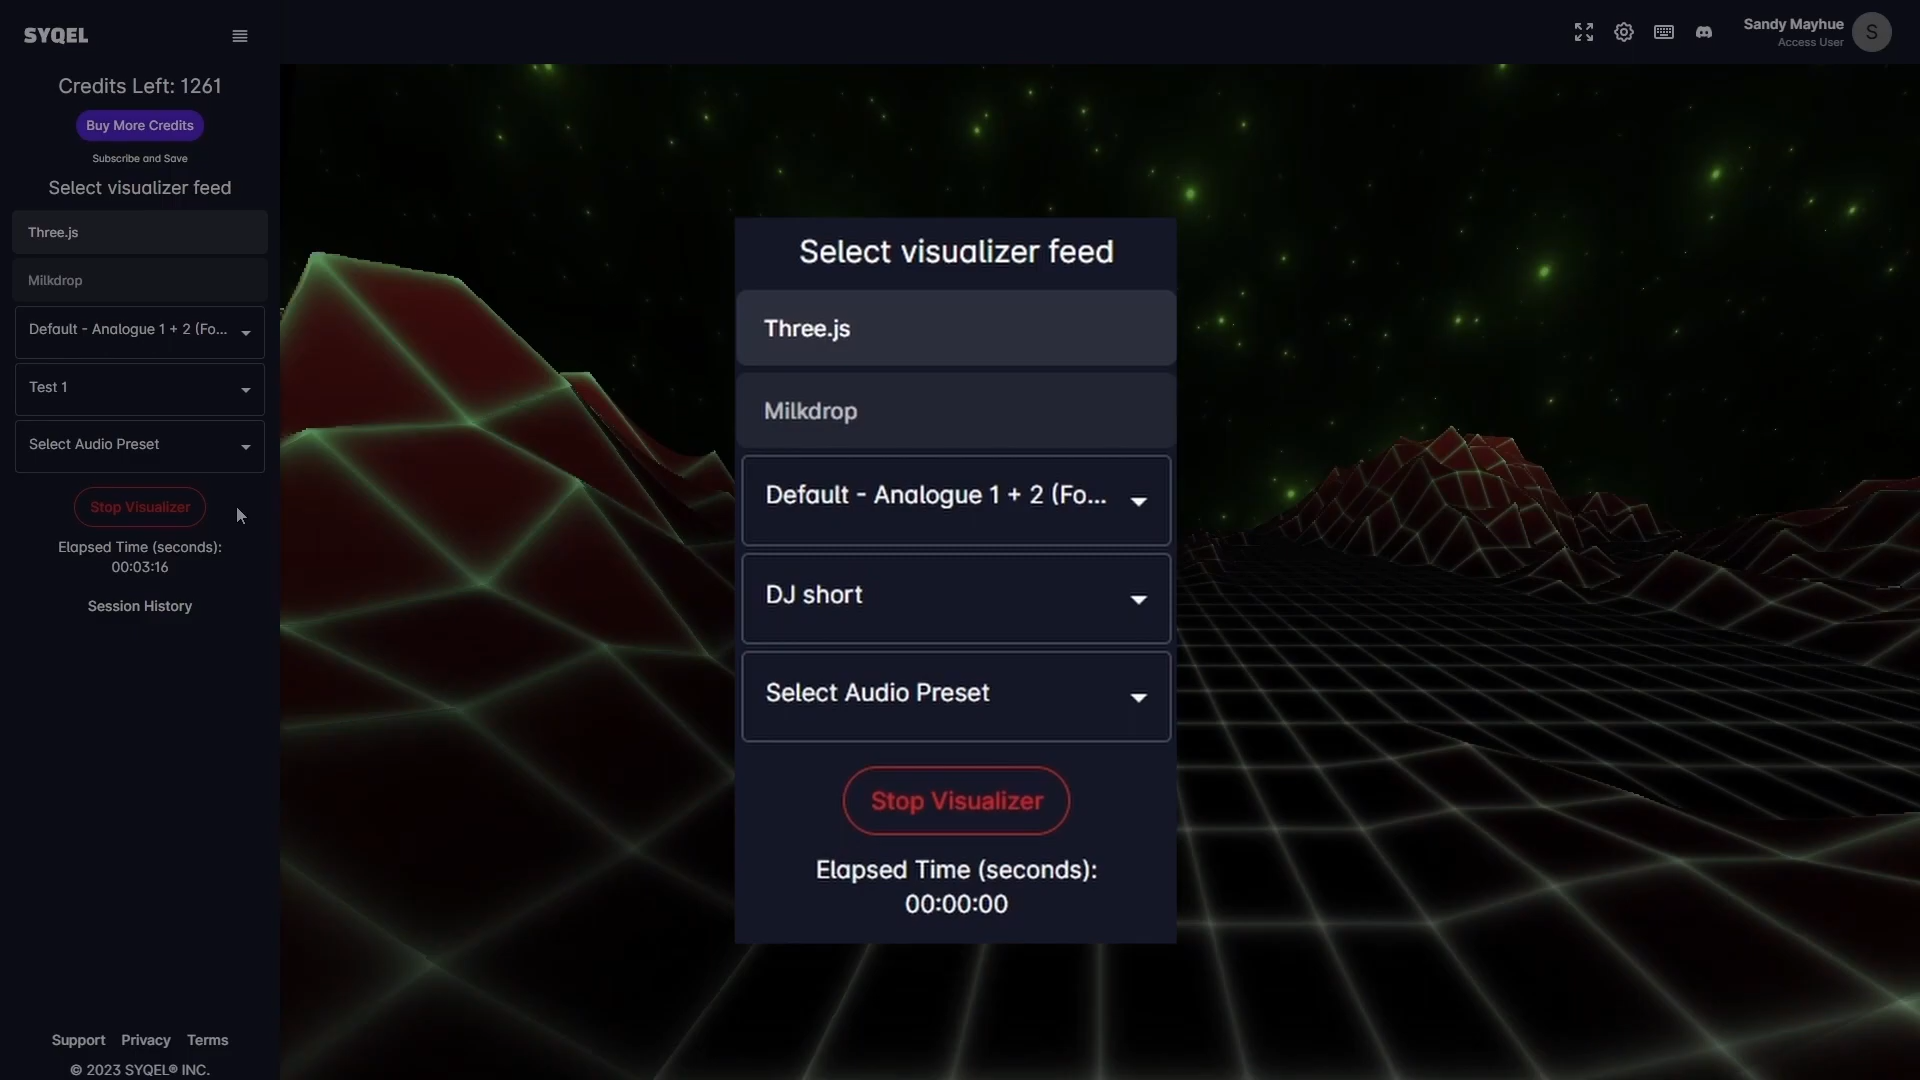 SYQEL
Sandy Mayhue
Access User
S
Credits Left: 1261
Buy More Credits
Subscribe and Save
Select visualizer feed
Three.js
Milkdrop
Default - Analogue 1 + 2 (Fo...
Test 1
Select Audio Preset
Stop Visualizer
Elapsed Time (seconds):
00:03:16
Session History
Support Privacy Terms
© 2023 SYQEL® INC.
Select visualizer feed
Three.js
Milkdrop
Default - Analogue 1 + 2 (Fo...
DJ short
Select Audio Preset
Stop Visualizer
Elapsed Time (seconds):
00:00:00